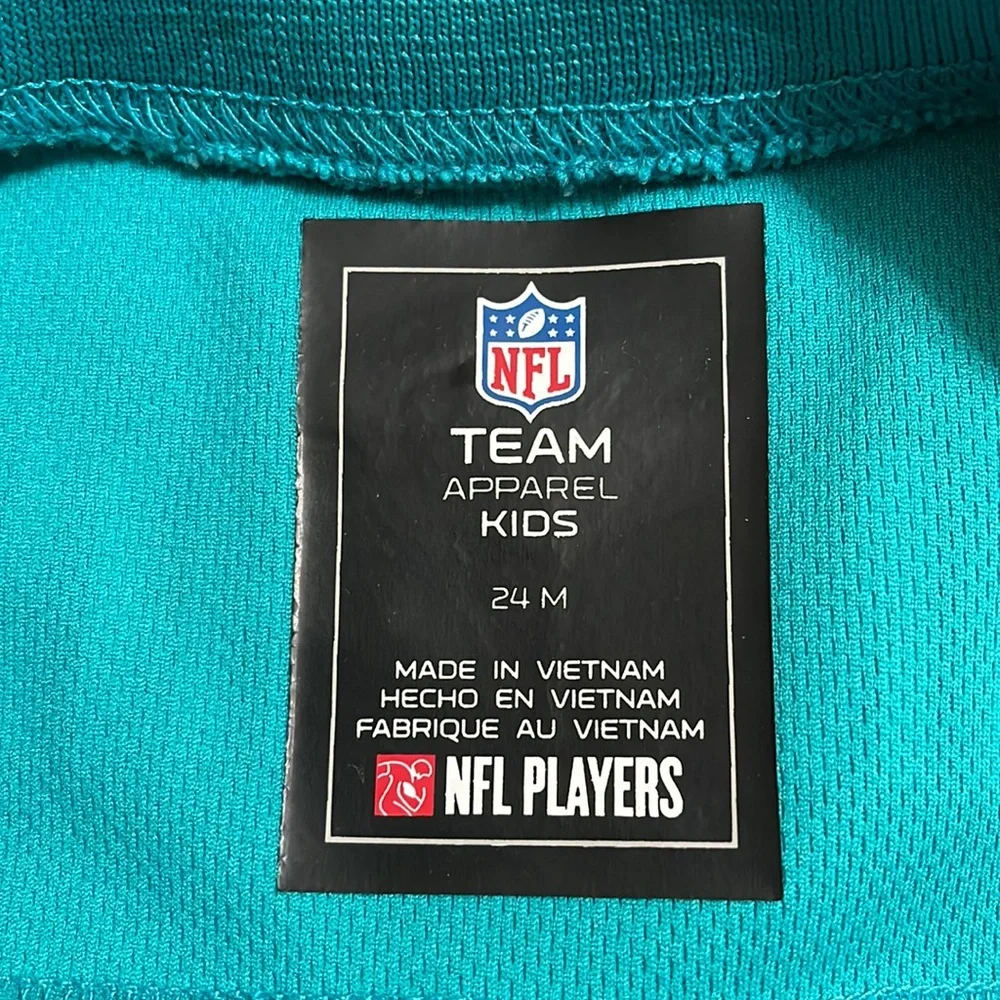 NFL
TEAM
APPAREL
KIDS
24 M
MADE IN VIETNAM
HECHO EN VIETNAM
FABRIQUE AU VIETNAM
NFL PLAYERS